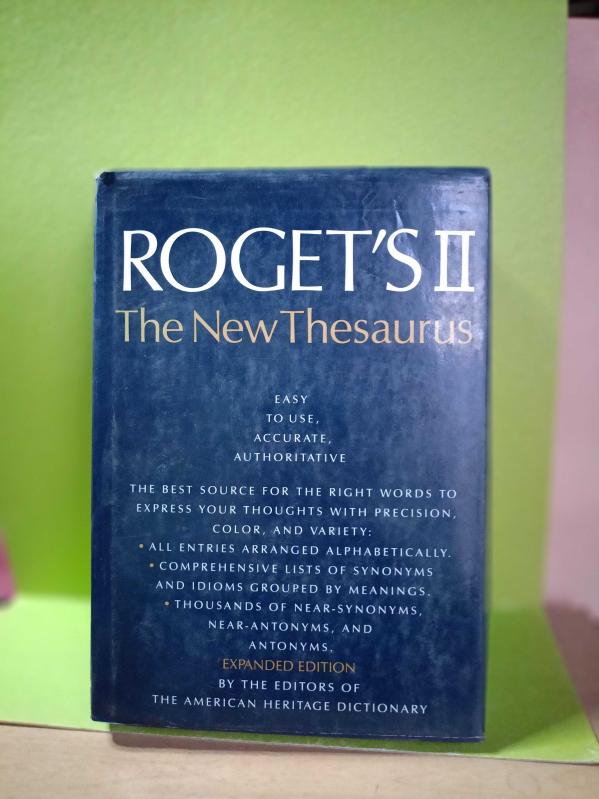 ROGET'S II
The New Thesaurus
EASY
TO USE,
ACCURATE,
AUTHORITATIVE
THE BEST SOURCE FOR THE RIGHT WORDS TO
EXPRESS YOUR THOUGHTS WITH PRECISION,
COLOR, AND VARIETY:
• ALL ENTRIES ARRANGED ALPHABETICALLY.
• COMPREHENSIVE LISTS OF SYNONYMS
AND IDIOMS GROUPED BY MEANINGS.
• THOUSANDS OF NEAR-SYNONYMS,
NEAR-ANTONYMS, AND
ANTONYMS.
EXPANDED EDITION
BY THE EDITORS OF
THE AMERICAN HERITAGE DICTIONARY